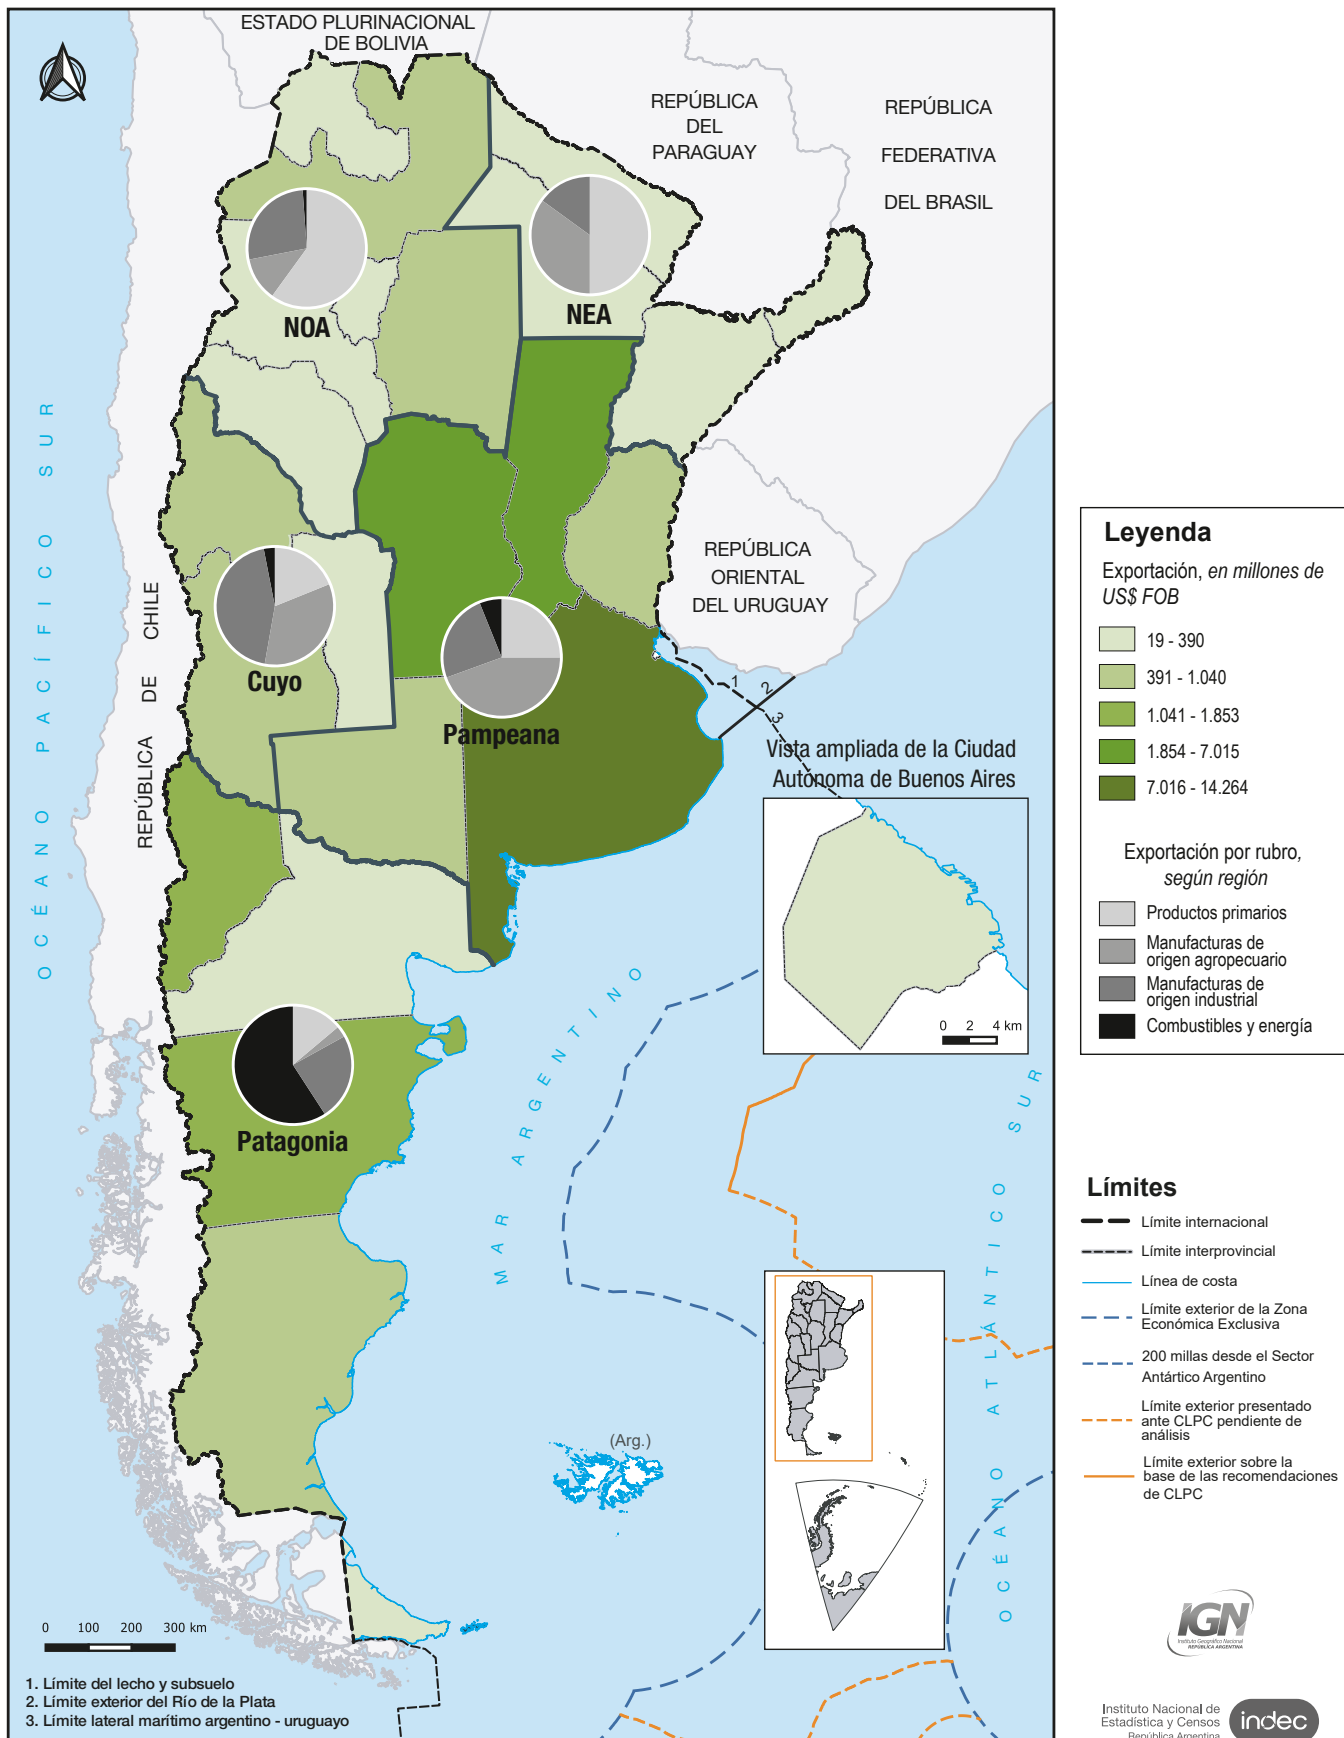 ESTADO PLURINACIONAL
DE BOLIVIA
REPÚBLICA
DEL
PARAGUAY
REPÚBLICA
FEDERATIVA
DEL BRASIL
NOA
NEA
REPÚBLICA
ORIENTAL
DEL URUGUAY
Cuyo
Pampeana
Patagonia
OCÉANO PACÍFICO SUR
REPÚBLICA DE CHILE
1
2
3
Vista ampliada de la Ciudad
Autónoma de Buenos Aires
0 2 4 km
MAR ARGENTINO
OCÉANO ATLÁNTICO SUR
(Arg.)
0 100 200 300 km
1. Límite del lecho y subsuelo
2. Límite exterior del Río de la Plata
3. Límite lateral marítimo argentino - uruguayo
Leyenda
Exportación, en millones de
US$ FOB
19 - 390
391 - 1.040
1.041 - 1.853
1.854 - 7.015
7.016 - 14.264
Exportación por rubro,
según región
Productos primarios
Manufacturas de
origen agropecuario
Manufacturas de
origen industrial
Combustibles y energía
Límites
Límite internacional
Límite interprovincial
Línea de costa
Límite exterior de la Zona
Económica Exclusiva
200 millas desde el Sector
Antártico Argentino
Límite exterior presentado
ante CLPC pendiente de
análisis
Límite exterior sobre la
base de las recomendaciones
de CLPC
IGN
Instituto Geográfico Nacional
REPÚBLICA ARGENTINA
Instituto Nacional de
Estadística y Censos
República Argentina
indec